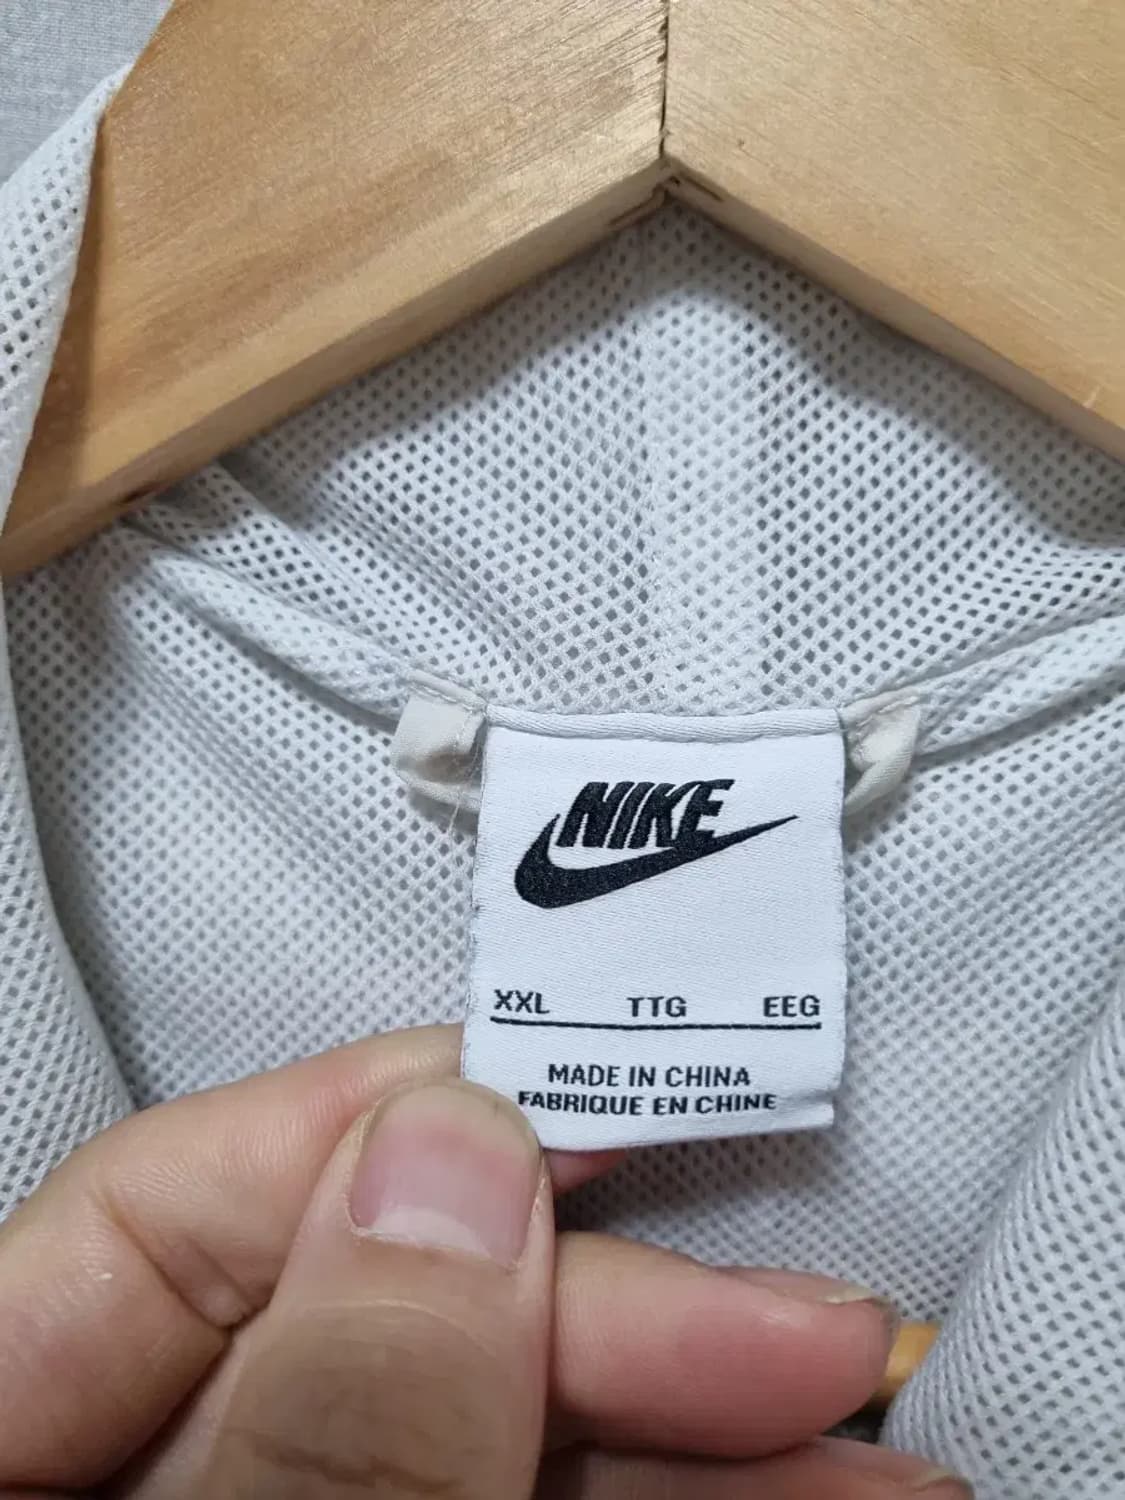 NIKE
XXL TTG EEG
MADE IN CHINA
FABRIQUE EN CHINE